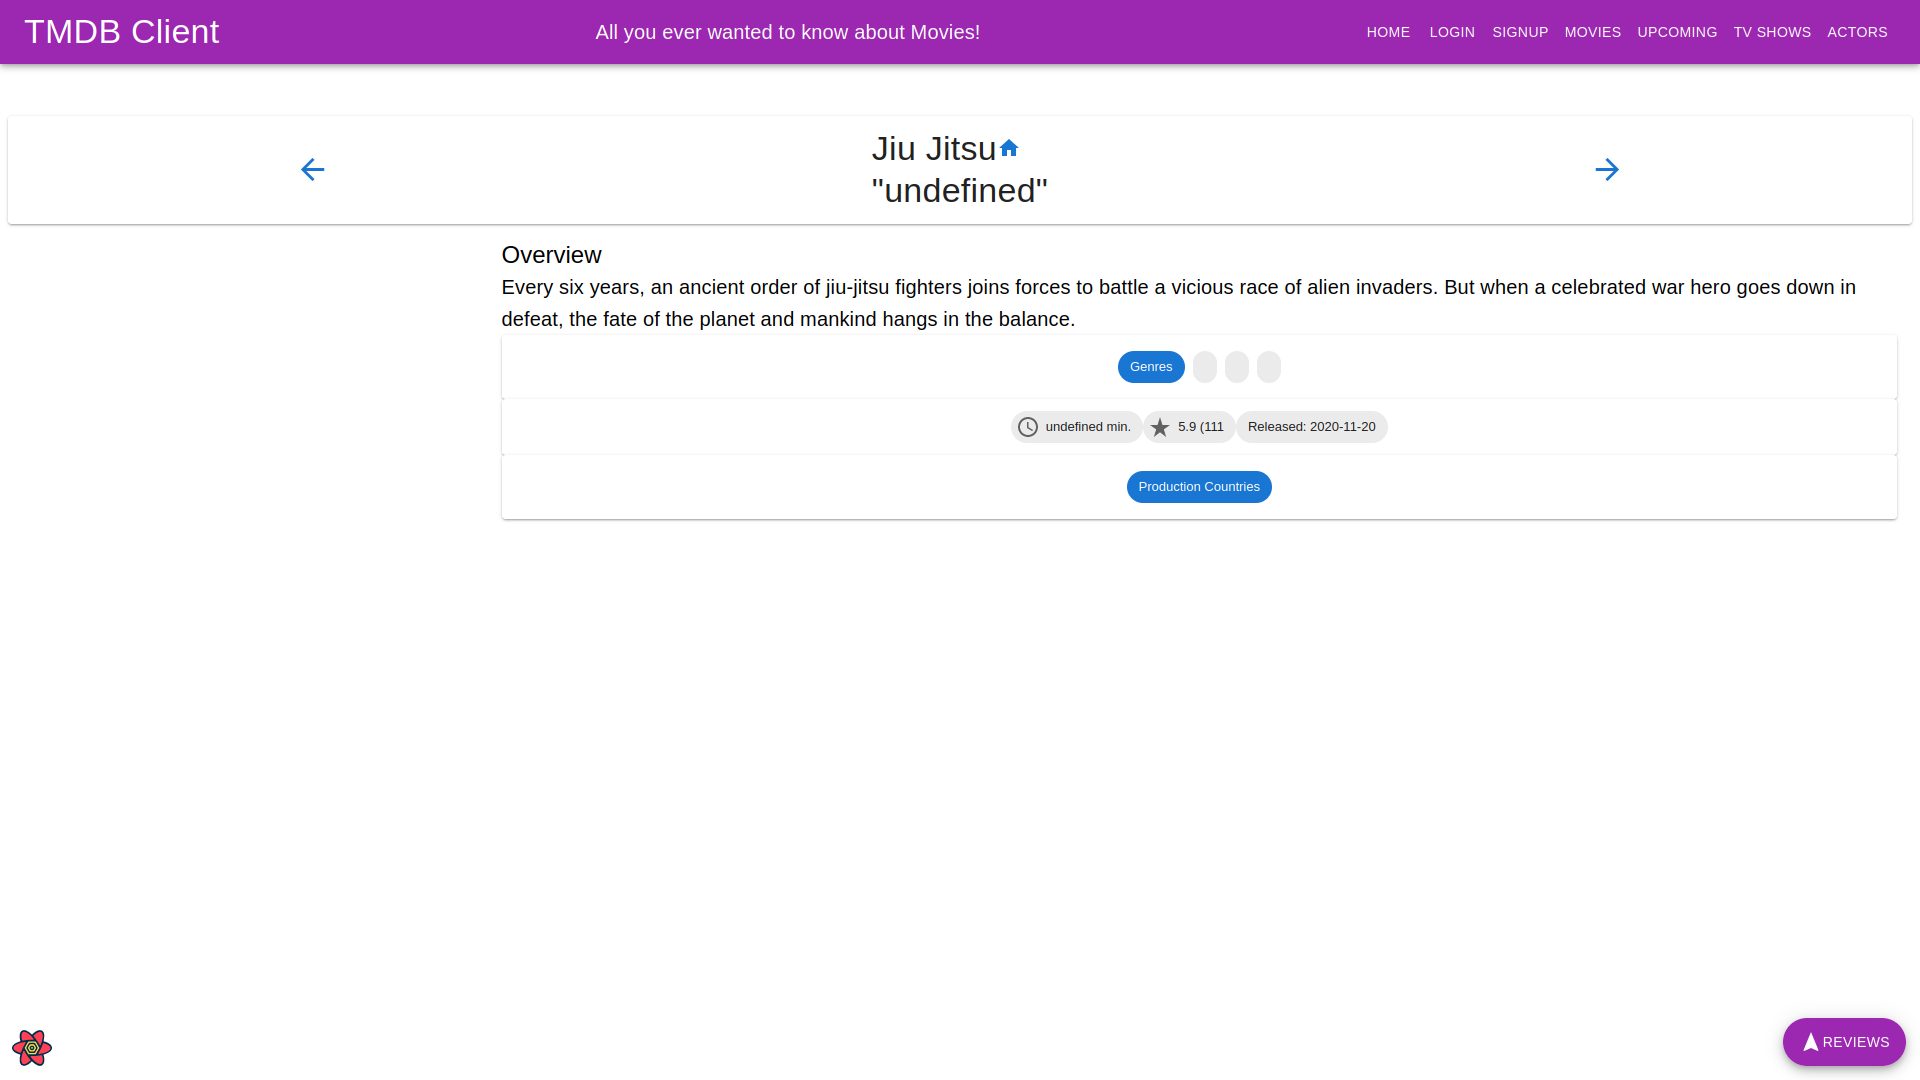 TMDB Client
All you ever wanted to know about Movies!
HOME LOGIN SIGNUP MOVIES UPCOMING TV SHOWS ACTORS
Jiu Jitsu
"undefined"
Overview
Every six years, an ancient order of jiu-jitsu fighters joins forces to battle a vicious race of alien invaders. But when a celebrated war hero goes down in
defeat, the fate of the planet and mankind hangs in the balance.
Genres
undefined min. 5.9 (111 Released: 2020-11-20
Production Countries
REVIEWS